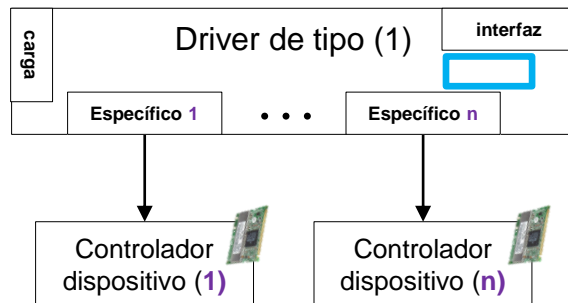 carga
Driver de tipo (1)
interfaz
Específico 1
• • •
Específico n
Controlador
dispositivo (1)
Controlador
dispositivo (n)